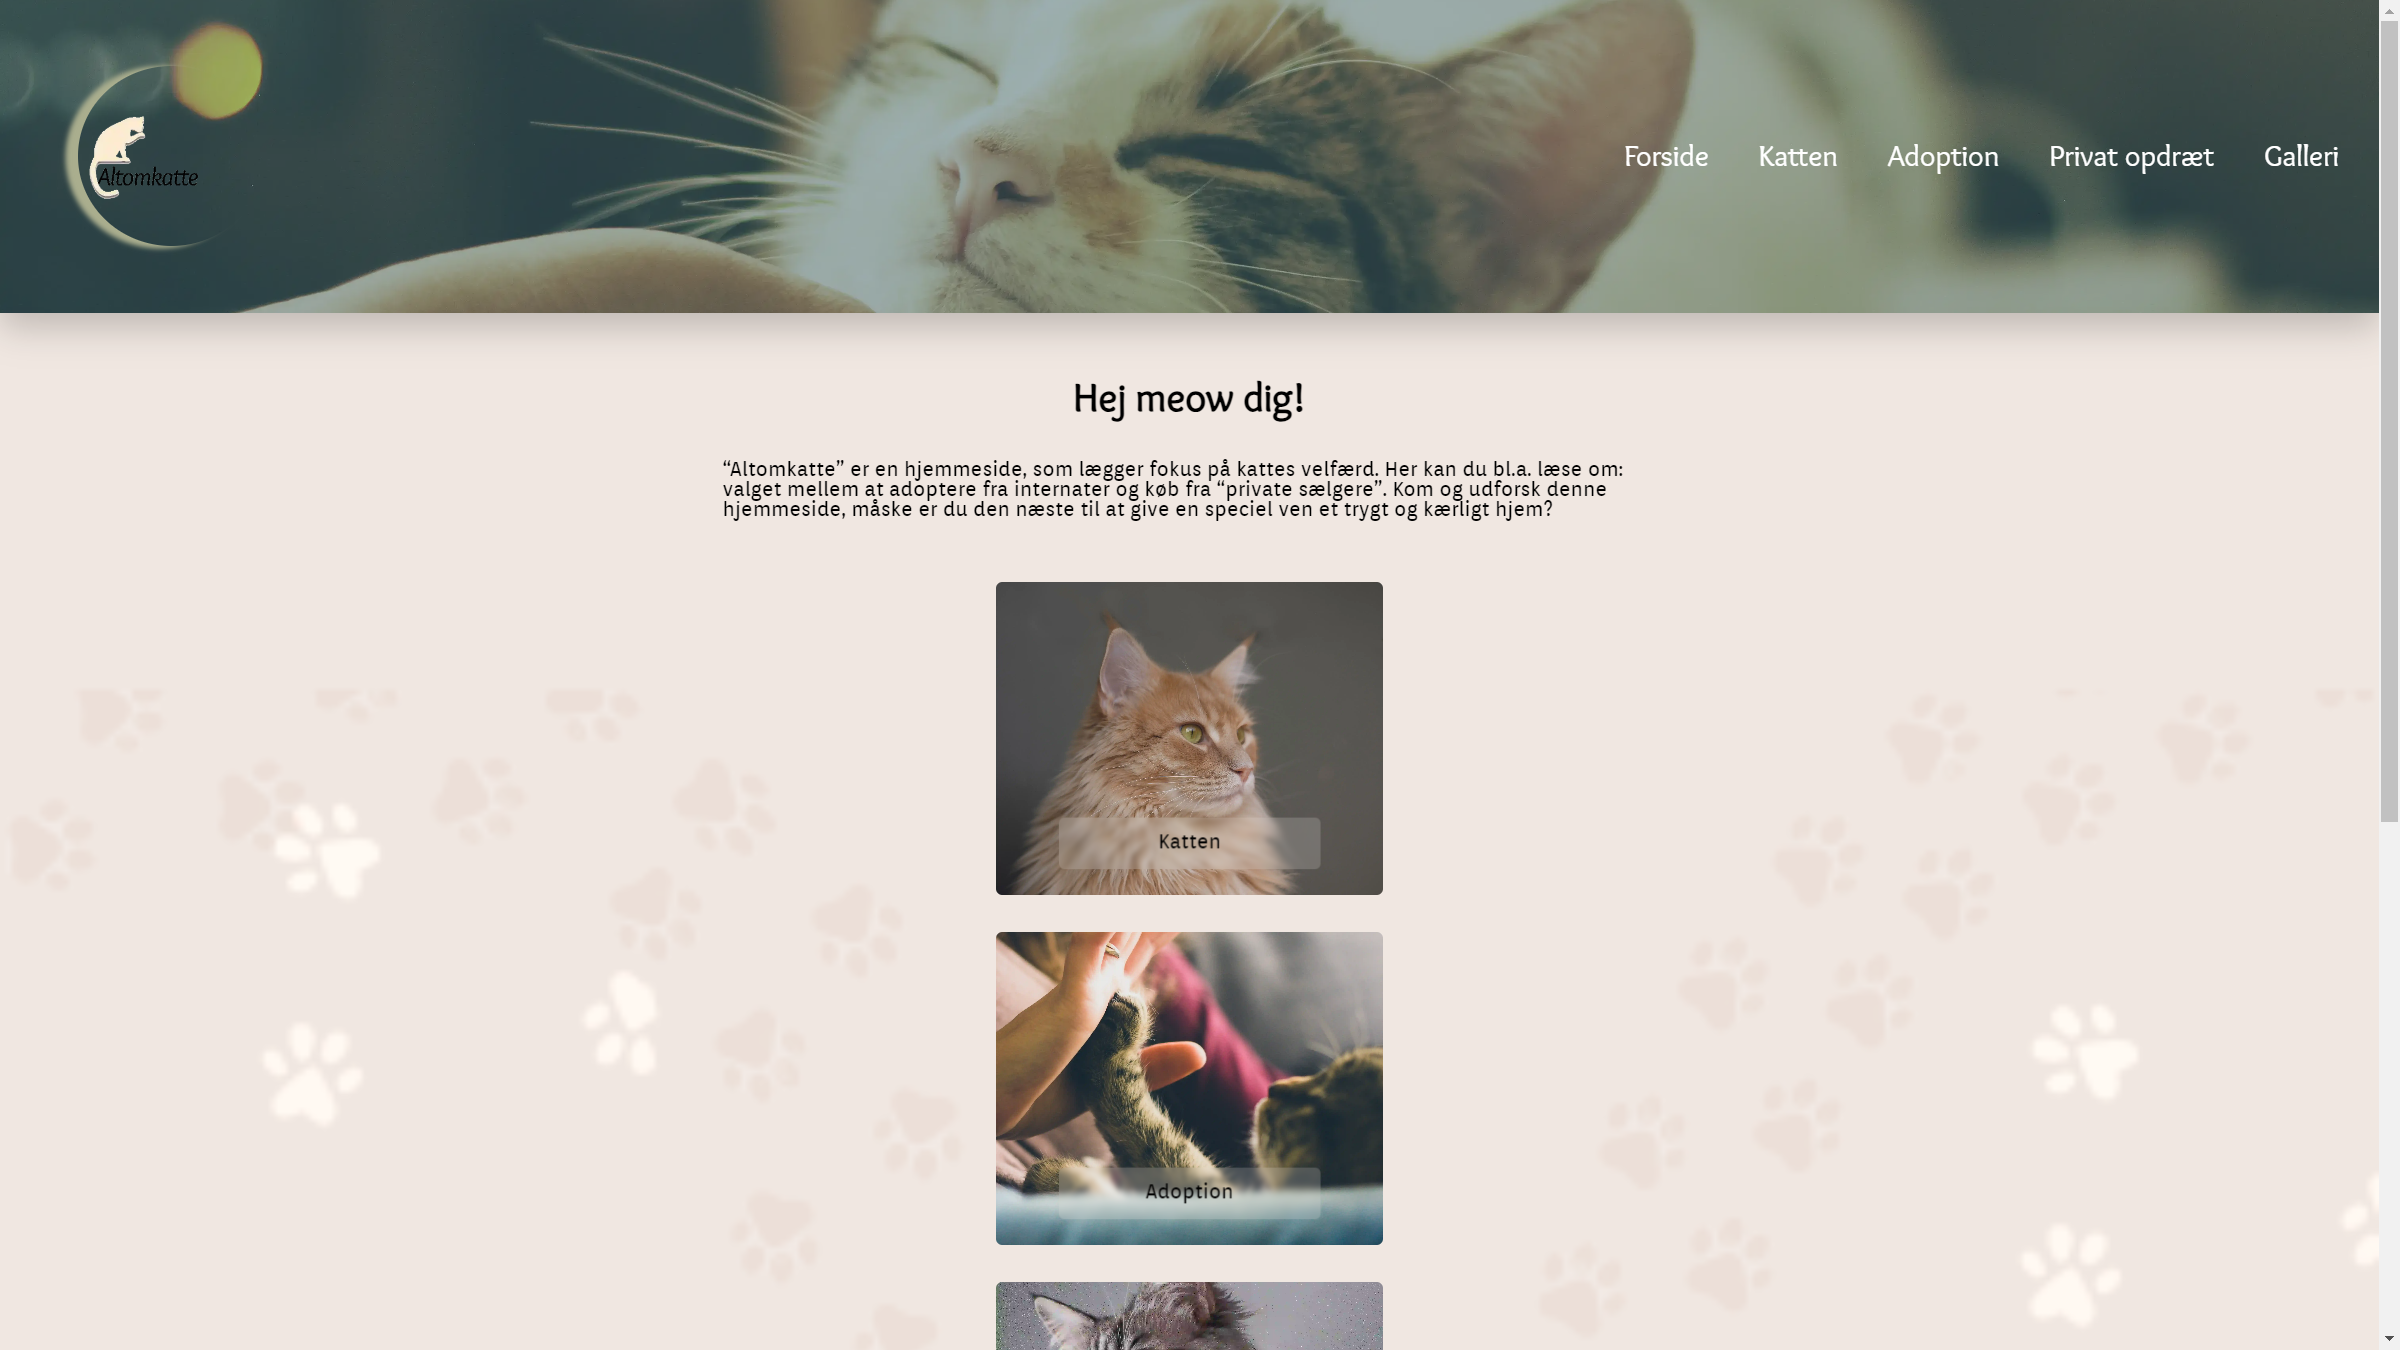 Altomkatte
Forside Katten Adoption Privat opdræt Galleri
Hej meow dig!
“Altomkatte” er en hjemmeside, som lægger fokus på kattes velfærd. Her kan du bl.a. læse om:
valget mellem at adoptere fra internater og køb fra “private sælgere”. Kom og udforsk denne
hjemmeside, måske er du den næste til at give en speciel ven et trygt og kærligt hjem?
Katten
Adoption